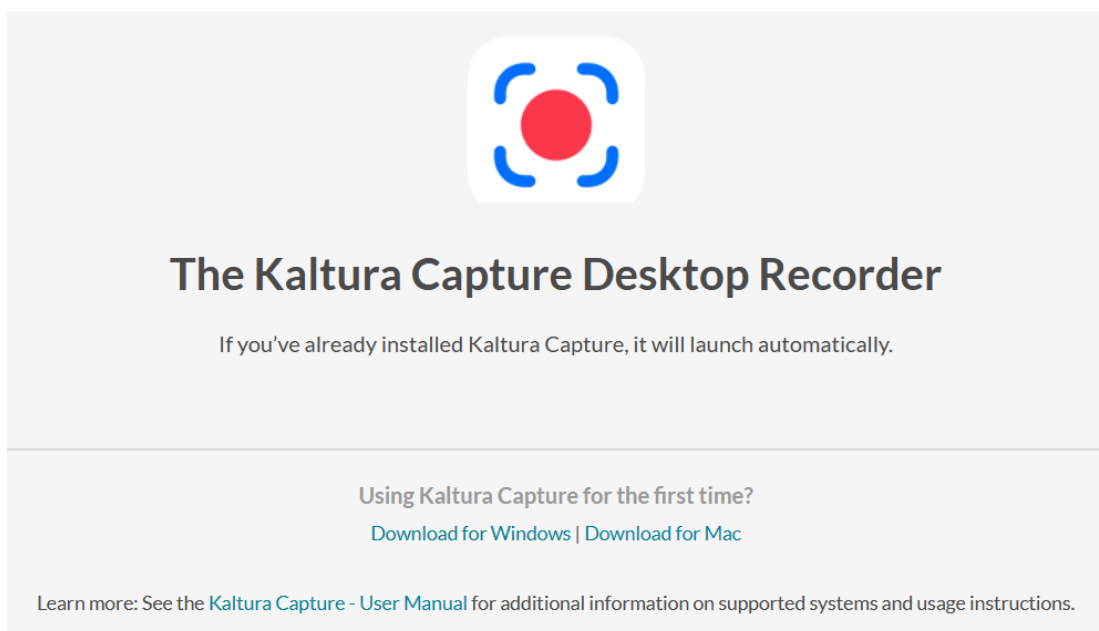 The Kaltura Capture Desktop Recorder
If you’ve already installed Kaltura Capture, it will launch automatically.
Using Kaltura Capture for the first time?
Download for Windows | Download for Mac
Learn more: See the Kaltura Capture - User Manual for additional information on supported systems and usage instructions.